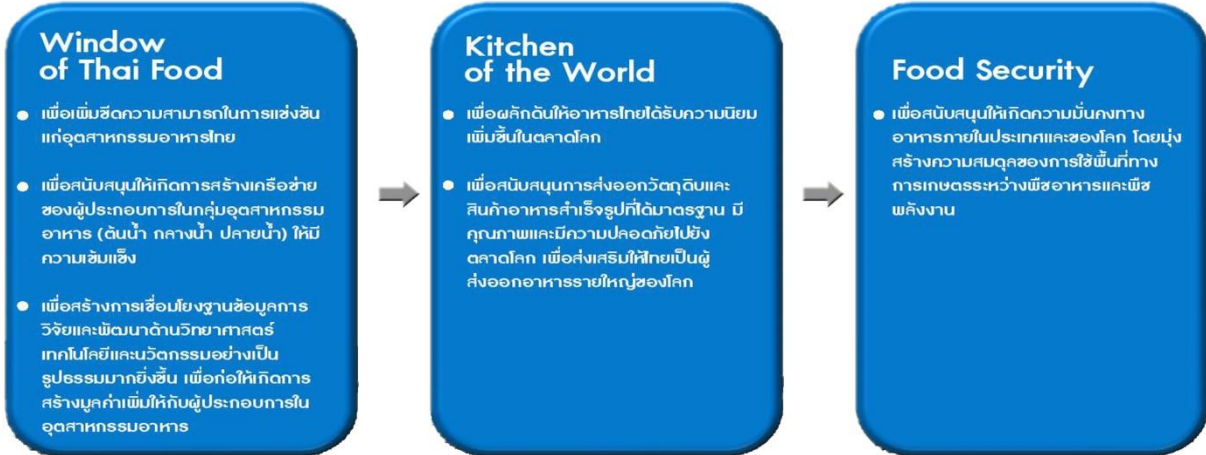 Window
of Thai Food
เพื่อเพิ่มขีดความสามารถในการแข่งขัน
แก่อุตสาหกรรมอาหารไทย
เพื่อสนับสนุนให้เกิดการสร้างเครือข่าย
ของผู้ประกอบการในกลุ่มอุตสาหกรรม
อาหาร (ต้นน้ำ กลางน้ำ ปลายน้ำ) ให้มี
ความเข้มแข็ง
เพื่อสร้างการเชื่อมโยงฐานข้อมูลการ
วิจัยและพัฒนาด้านวิทยาศาสตร์
เทคโนโลยีและนวัตกรรมอย่างเป็น
รูปธรรมมากยิ่งขึ้น เพื่อก่อให้เกิดการ
สร้างมูลค่าเพิ่มให้กับผู้ประกอบการใน
อุตสาหกรรมอาหาร
Kitchen
of the World
เพื่อผลักดันให้อาหารไทยได้รับความนิยม
เพิ่มขึ้นในตลาดโลก
เพื่อสนับสนุนการส่งออกวัตถุดิบและ
สินค้าอาหารสำเร็จรูปที่ได้มาตรฐาน มี
คุณภาพและมีความปลอดภัยไปยัง
ตลาดโลก เพื่อส่งเสริมให้ไทยเป็นผู้
ส่งออกอาหารรายใหญ่ของโลก
Food Security
เพื่อสนับสนุนให้เกิดความมั่นคงทาง
อาหารภายในประเทศและของโลก โดยมุ่ง
สร้างความสมดุลของการใช้พื้นที่ทาง
การเกษตรระหว่างพืชอาหารและพืช
พลังงาน